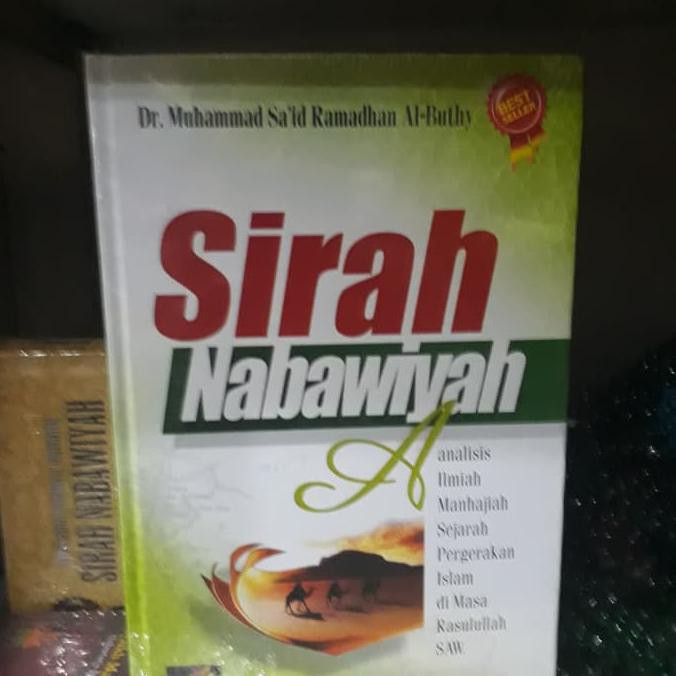 Dr. Muhammad Sa'id Ramadhan Al-Buthy
BEST
SELLER
Sirah
Nabawiyah
A
analisis
Ilmiah
Manhajiah
Sejarah
Pergerakan
Islam
di Masa
Rasulullah
SAW.
SIRAH NABAWIYAH